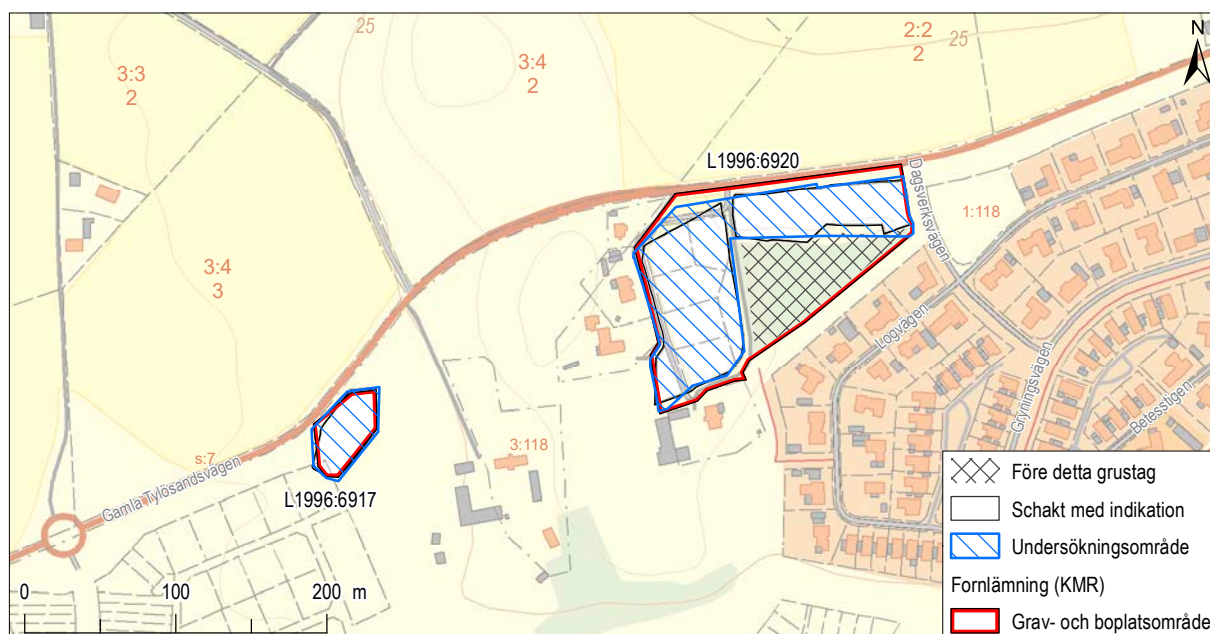 25
3:4
2
2:2
2
25
N
3:3
2
L1996:6920
Dagsverksvägen
1:118
3:4
3
Logvägen
Gryningsvägen
Betesstigen
s:7
Gamla Tylösandsvägen
3:118
L1996:6917
Före detta grustag
Schakt med indikation
Undersökningsområde
Fornlämning (KMR)
Grav- och boplatsområde
0 100 200 m